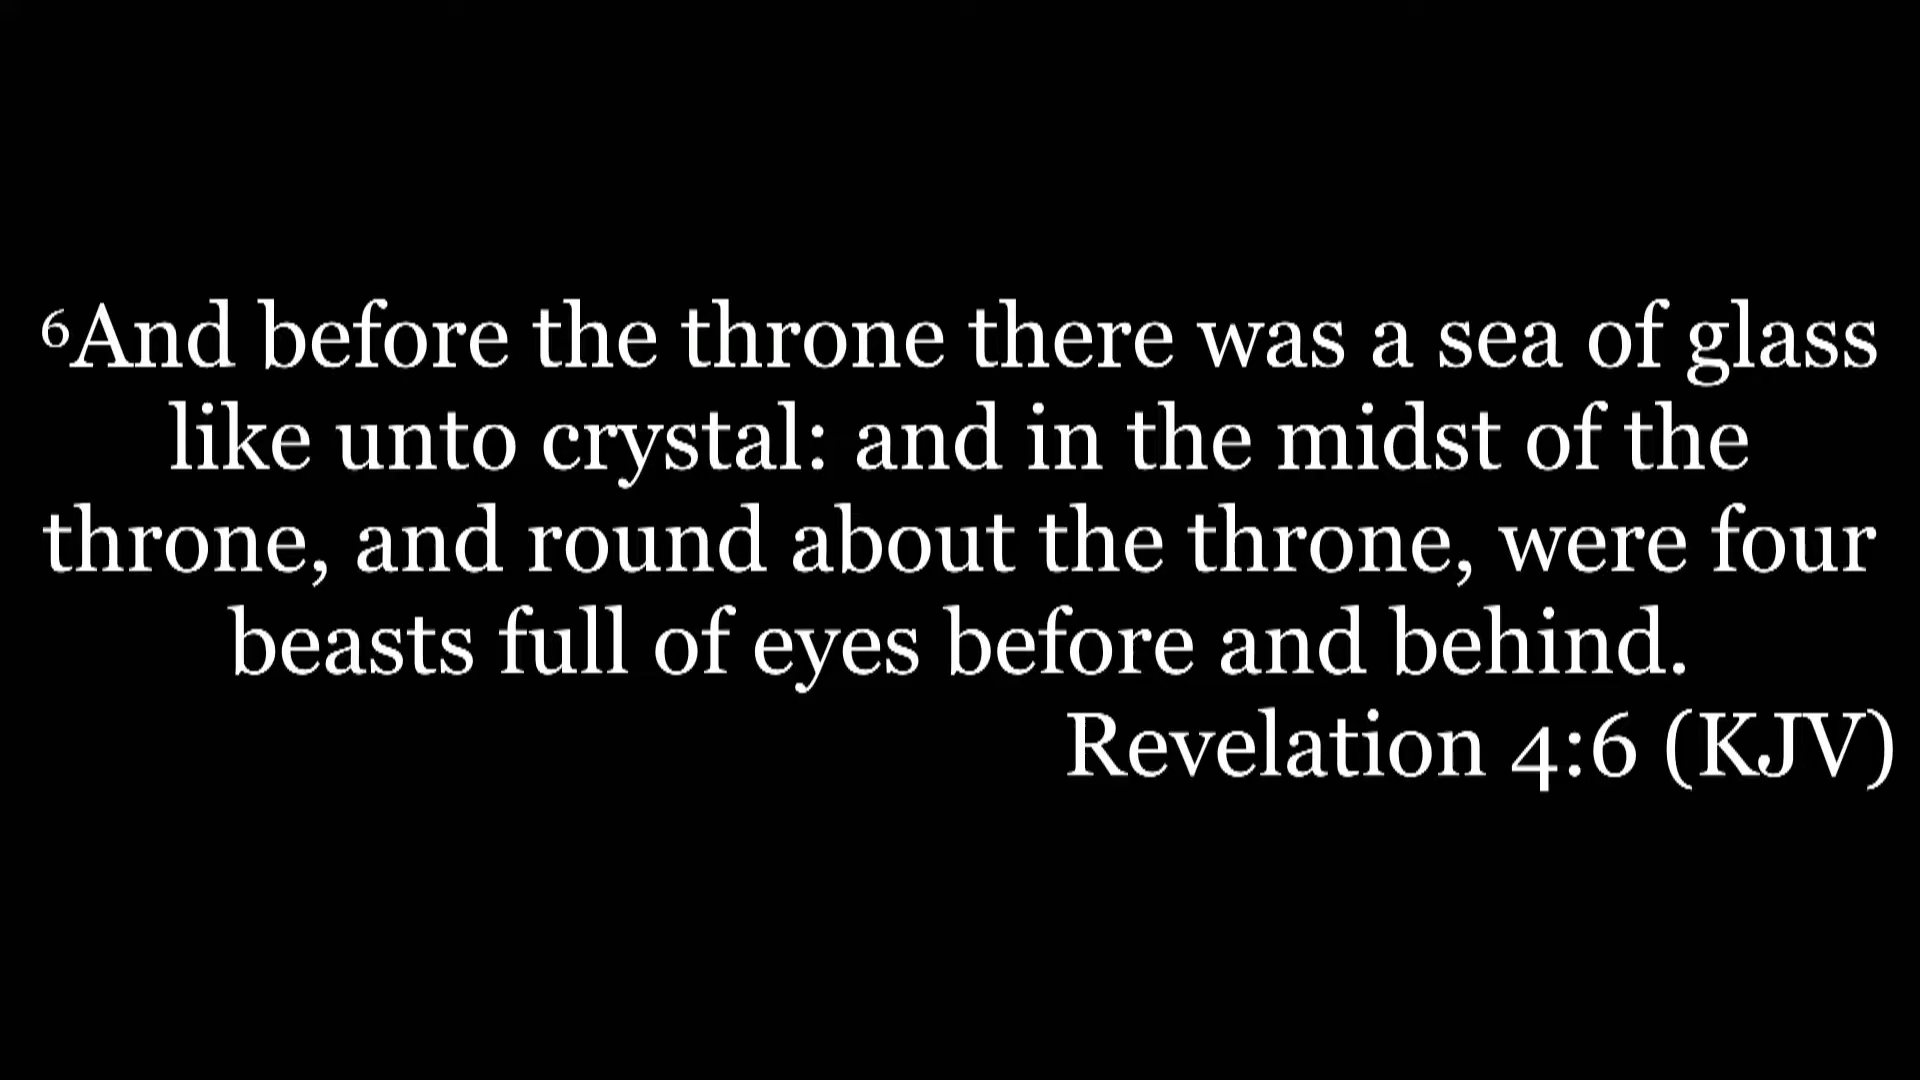 ⁶And before the throne there was a sea of glass
like unto crystal: and in the midst of the
throne, and round about the throne, were four
beasts full of eyes before and behind.
Revelation 4:6 (KJV)